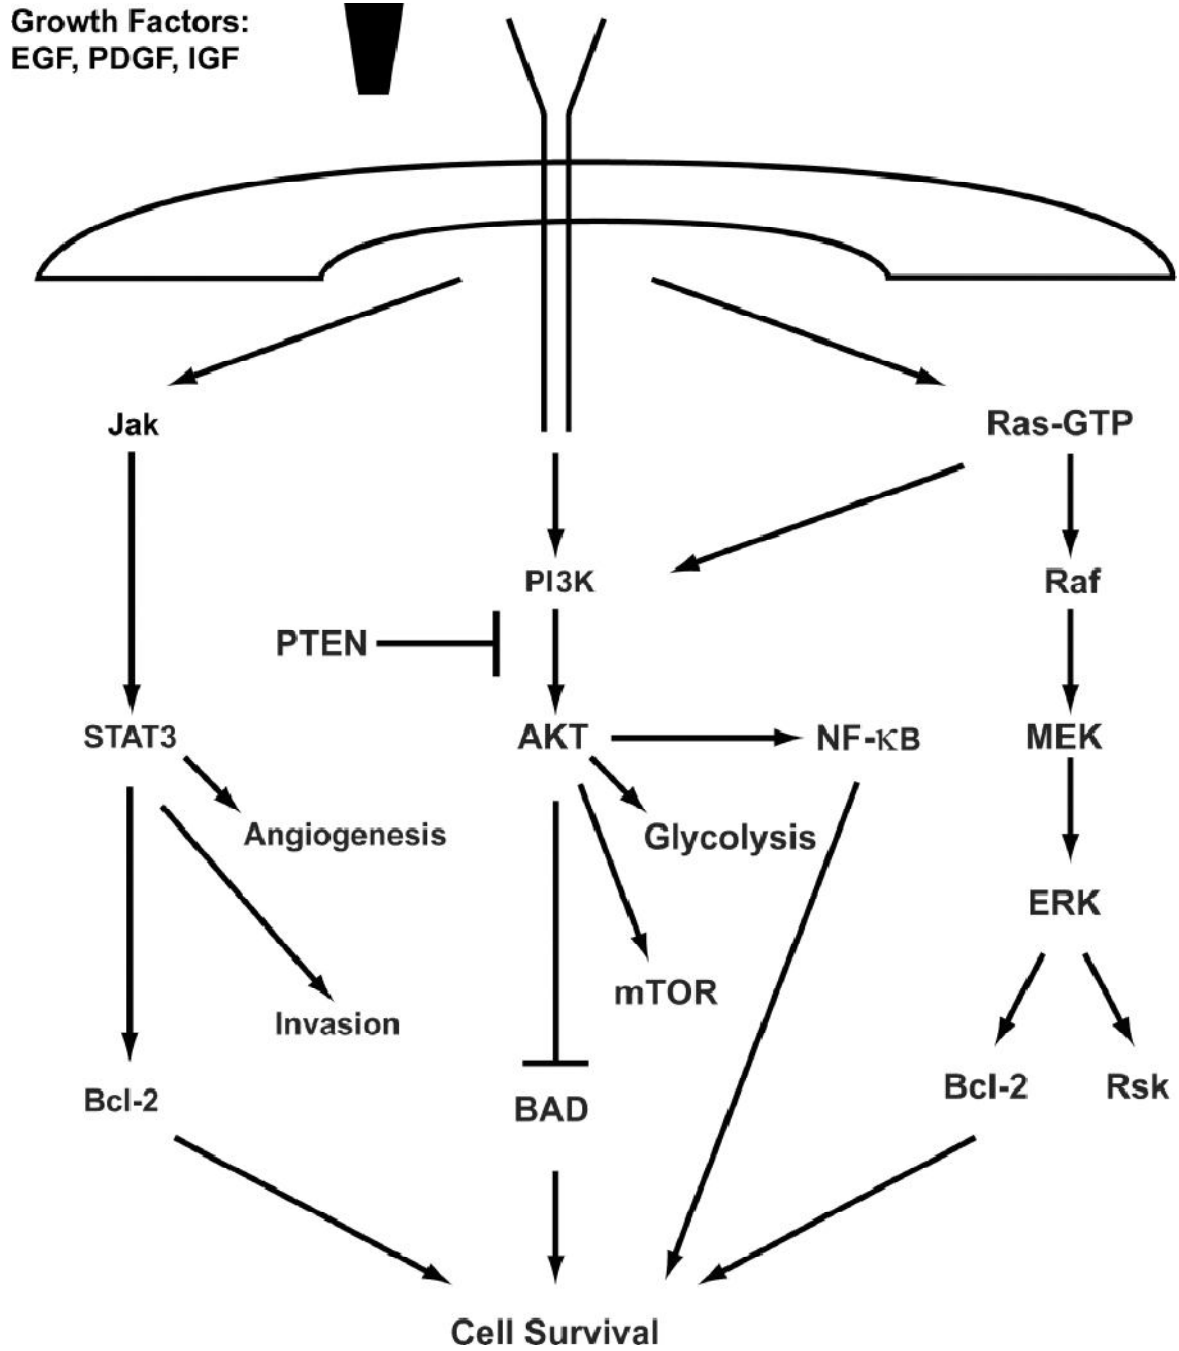 Growth Factors:
EGF, PDGF, IGF
Jak
Ras-GTP
PI3K
Raf
PTEN
STAT3
AKT
NF-κB
MEK
Angiogenesis
Glycolysis
ERK
mTOR
Invasion
Bcl-2
BAD
Bcl-2
Rsk
Cell Survival